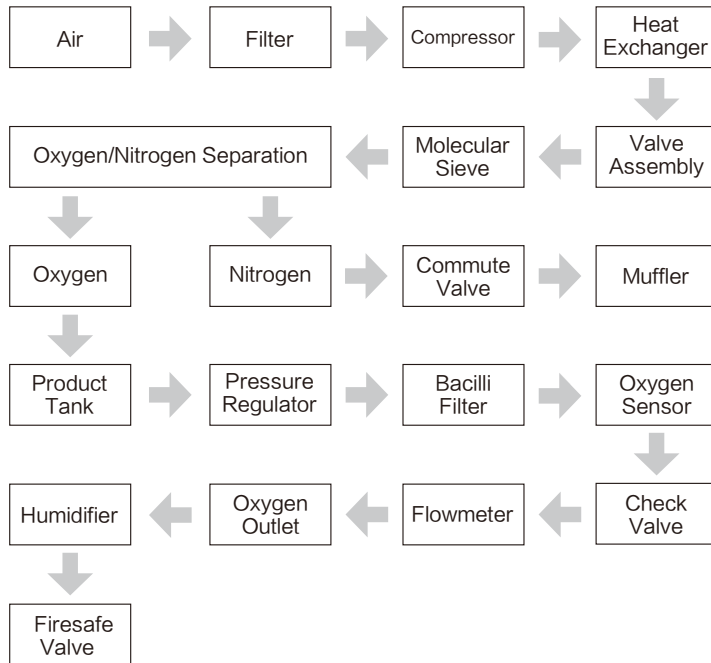 Air
Filter
Compressor
Heat
Exchanger
Oxygen/Nitrogen Separation
Molecular
Sieve
Valve
Assembly
Oxygen
Nitrogen
Commute
Valve
Muffler
Product
Tank
Pressure
Regulator
Bacilli
Filter
Oxygen
Sensor
Humidifier
Oxygen
Outlet
Flowmeter
Check
Valve
Firesafe
Valve